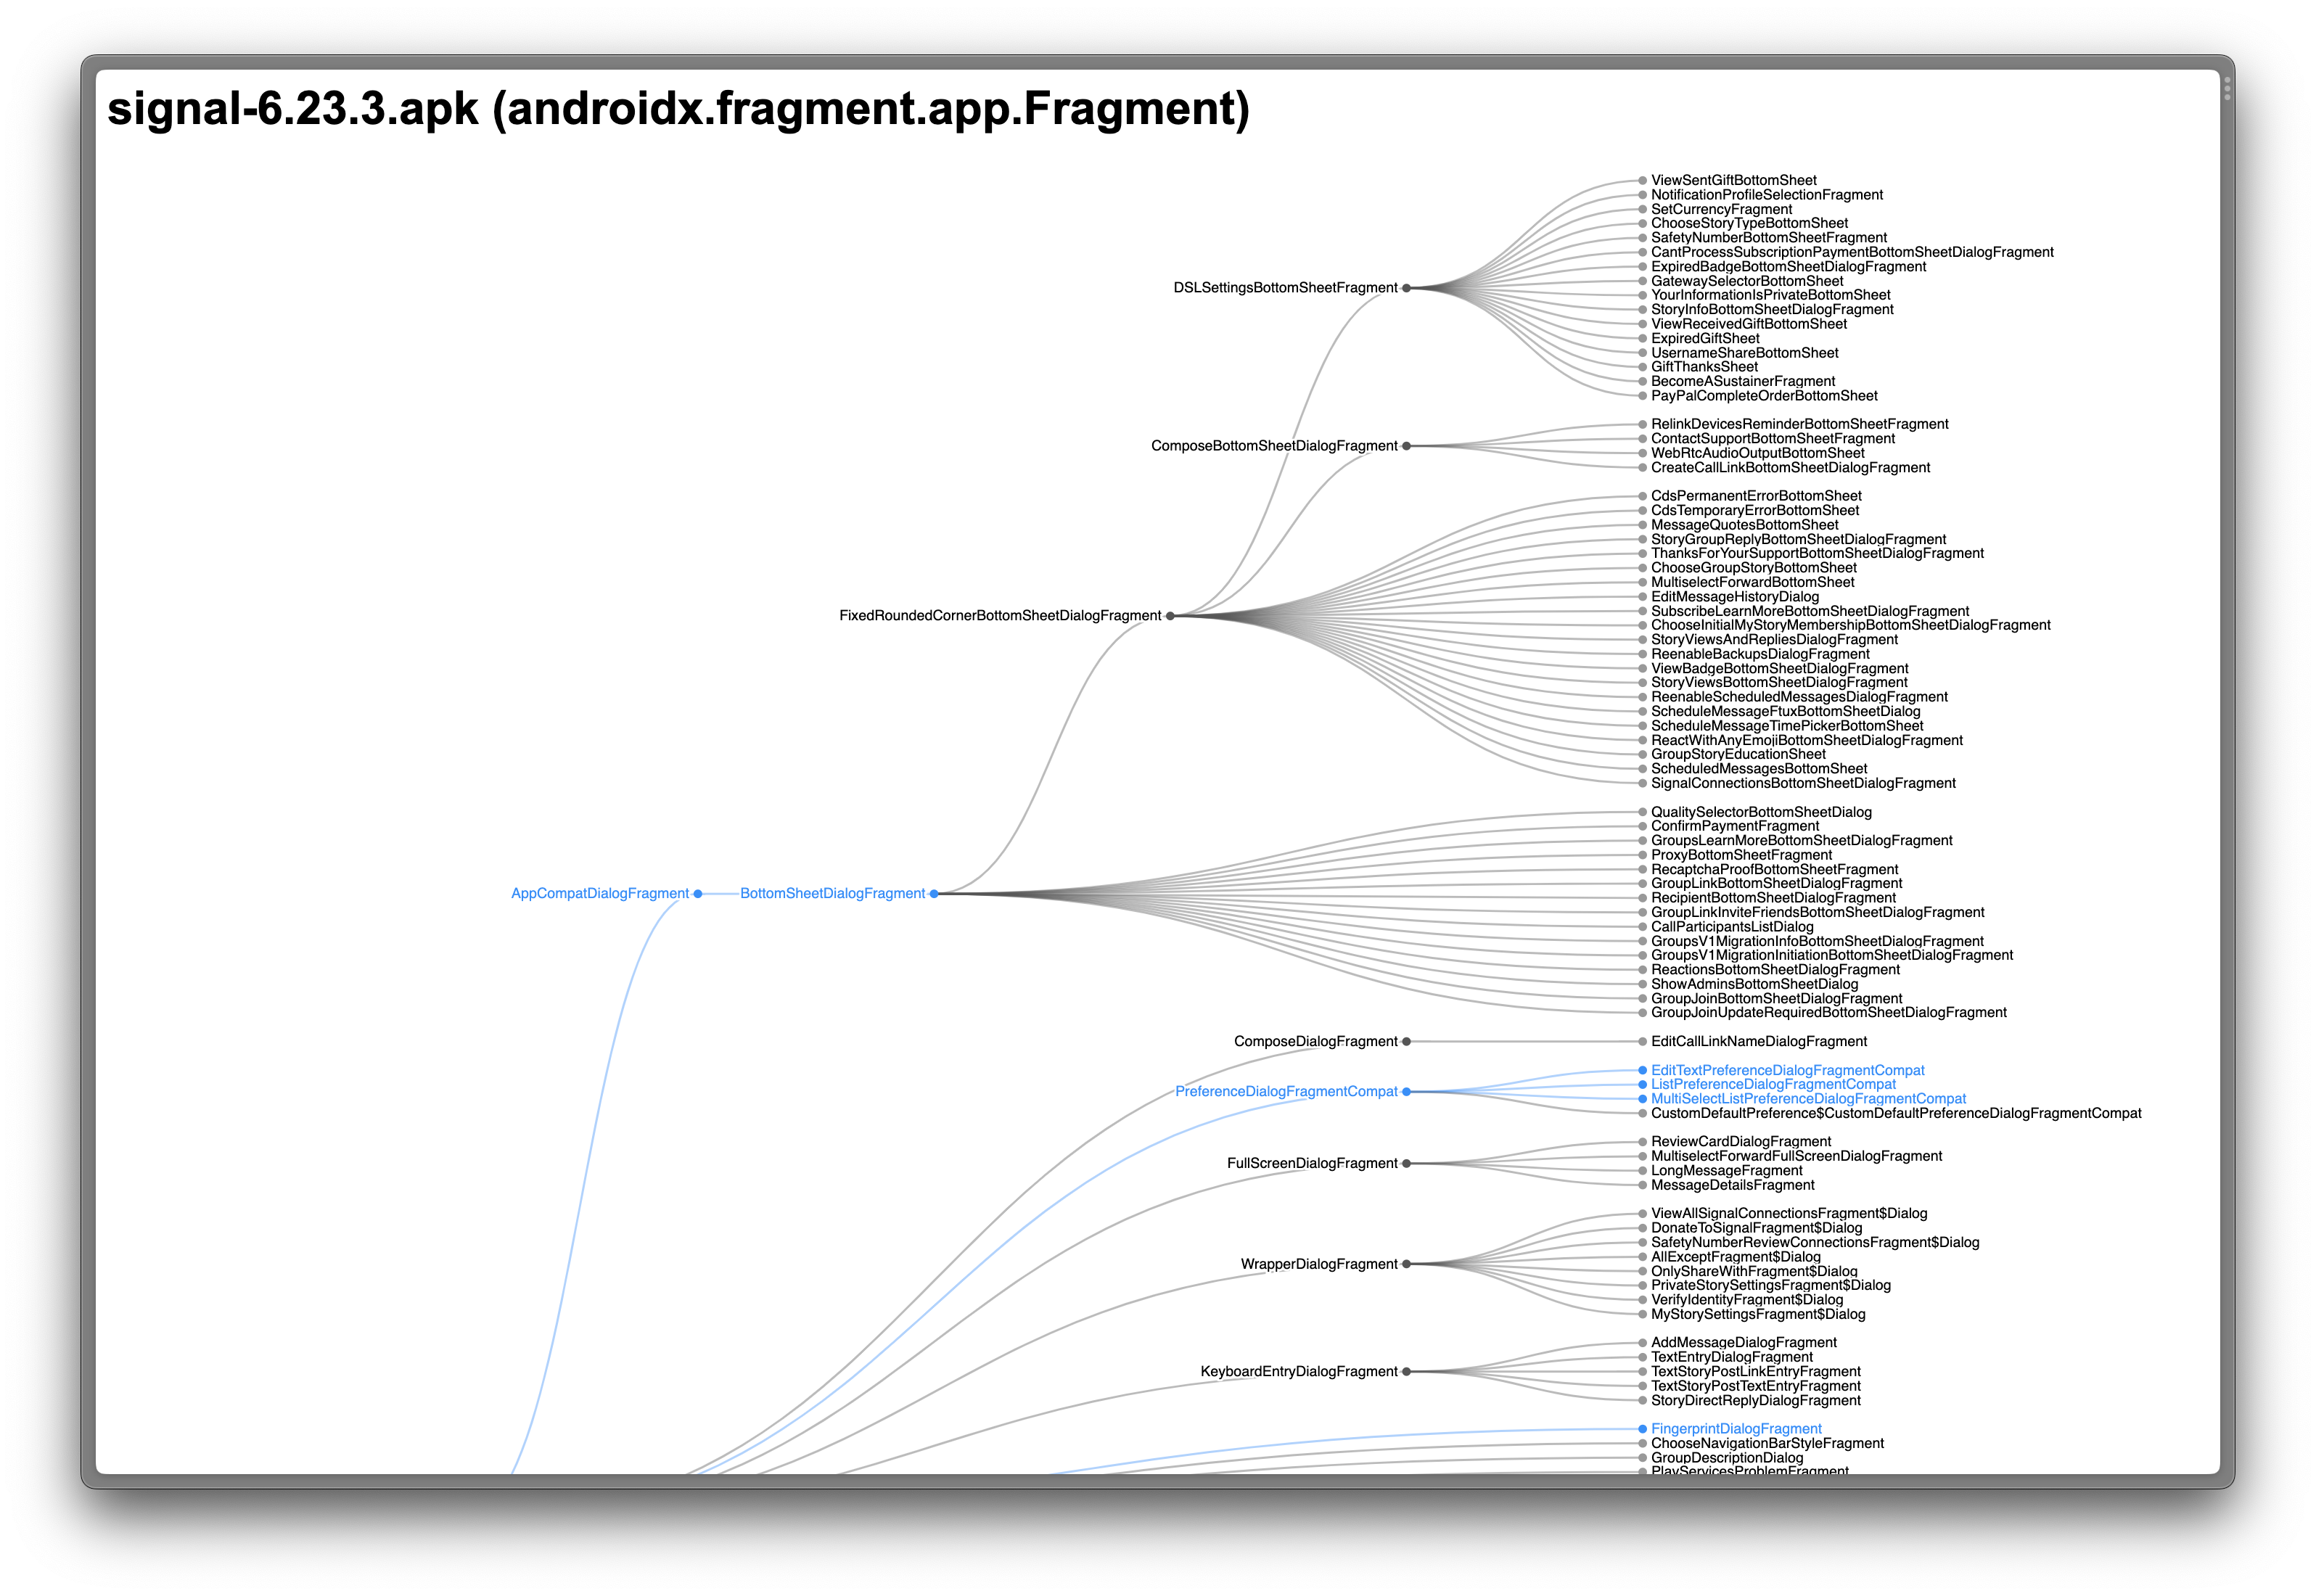 signal-6.23.3.apk (androidx.fragment.app.Fragment)
ViewSentGiftBottomSheet
NotificationProfileSelectionFragment
SetCurrencyFragment
ChooseStoryTypeBottomSheet
SafetyNumberBottomSheetFragment
CantProcessSubscriptionPaymentBottomSheetDialogFragment
ExpiredBadgeBottomSheetDialogFragment
GatewaySelectorBottomSheet
DSLSettingsBottomSheetFragment
YourInformationIsPrivateBottomSheet
StoryInfoBottomSheetDialogFragment
ViewReceivedGiftBottomSheet
ExpiredGiftSheet
UsernameShareBottomSheet
GiftThanksSheet
BecomeASustainerFragment
PayPalCompleteOrderBottomSheet
RelinkDevicesReminderBottomSheetFragment
ContactSupportBottomSheetFragment
ComposeBottomSheetDialogFragment
WebRtcAudioOutputBottomSheet
CreateCallLinkBottomSheetDialogFragment
CdsPermanentErrorBottomSheet
CdsTemporaryErrorBottomSheet
MessageQuotesBottomSheet
StoryGroupReplyBottomSheetDialogFragment
ThanksForYourSupportBottomSheetDialogFragment
ChooseGroupStoryBottomSheet
MultiselectForwardBottomSheet
EditMessageHistoryDialog
SubscribeLearnMoreBottomSheetDialogFragment
FixedRoundedCornerBottomSheetDialogFragment
ChooseInitialMyStoryMembershipBottomSheetDialogFragment
StoryViewsAndRepliesDialogFragment
ReenableBackupsDialogFragment
ViewBadgeBottomSheetDialogFragment
StoryViewsBottomSheetDialogFragment
ReenableScheduledMessagesDialogFragment
ScheduleMessageFtuxBottomSheetDialog
ScheduleMessageTimePickerBottomSheet
ReactWithAnyEmojiBottomSheetDialogFragment
GroupStoryEducationSheet
ScheduledMessagesBottomSheet
SignalConnectionsBottomSheetDialogFragment
QualitySelectorBottomSheetDialog
ConfirmPaymentFragment
GroupsLearnMoreBottomSheetDialogFragment
ProxyBottomSheetFragment
RecaptchaProofBottomSheetFragment
GroupLinkBottomSheetDialogFragment
AppCompatDialogFragment
BottomSheetDialogFragment
RecipientBottomSheetDialogFragment
GroupLinkInviteFriendsBottomSheetDialogFragment
CallParticipantsListDialog
GroupsV1MigrationInfoBottomSheetDialogFragment
GroupsV1MigrationInitiationBottomSheetDialogFragment
ReactionsBottomSheetDialogFragment
ShowAdminsBottomSheetDialog
GroupJoinBottomSheetDialogFragment
GroupJoinUpdateRequiredBottomSheetDialogFragment
ComposeDialogFragment
EditCallLinkNameDialogFragment
EditTextPreferenceDialogFragmentCompat
ListPreferenceDialogFragmentCompat
PreferenceDialogFragmentCompat
MultiSelectListPreferenceDialogFragmentCompat
CustomDefaultPreference$CustomDefaultPreferenceDialogFragmentCompat
ReviewCardDialogFragment
MultiselectForwardFullScreenDialogFragment
FullScreenDialogFragment
LongMessageFragment
MessageDetailsFragment
ViewAllSignalConnectionsFragment$Dialog
DonateToSignalFragment$Dialog
SafetyNumberReviewConnectionsFragment$Dialog
AllExceptFragment$Dialog
WrapperDialogFragment
OnlyShareWithFragment$Dialog
PrivateStorySettingsFragment$Dialog
VerifyIdentityFragment$Dialog
MyStorySettingsFragment$Dialog
AddMessageDialogFragment
TextEntryDialogFragment
KeyboardEntryDialogFragment
TextStoryPostLinkEntryFragment
TextStoryPostTextEntryFragment
StoryDirectReplyDialogFragment
FingerprintDialogFragment
ChooseNavigationBarStyleFragment
GroupDescriptionDialog
PlayServicesProblemFragment